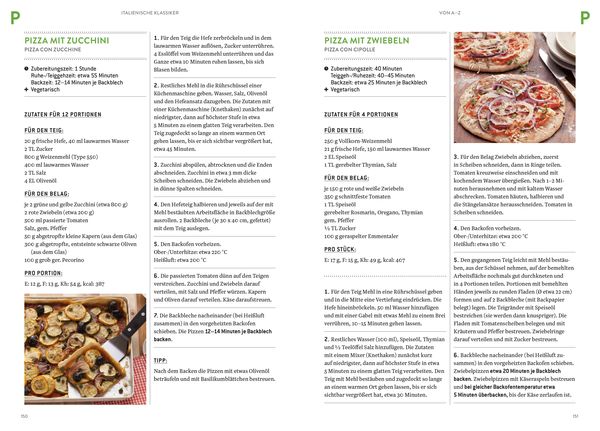 P
ITALIENISCHE KLASSIKER
PIZZA MIT ZUCCHINI
PIZZA CON ZUCCHINE
Zubereitungszeit: 1 Stunde
Ruhe-/Teiggehzeit: etwa 55 Minuten
Backzeit: 12–14 Minuten je Backblech
Vegetarisch
ZUTATEN FÜR 12 PORTIONEN
FÜR DEN TEIG:
20 g frische Hefe, 40 ml lauwarmes Wasser
2 TL Zucker
800 g Weizenmehl (Type 550)
400 ml lauwarmes Wasser
2 TL Salz
4 EL Olivenöl
FÜR DEN BELAG:
je 2 grüne und gelbe Zucchini (etwa 800 g)
2 rote Zwiebeln (etwa 200 g)
500 ml passierte Tomaten
Salz, gem. Pfeffer
50 g abgetropfte kleine Kapern (aus dem Glas)
300 g abgetropfte, entsteinte schwarze Oliven
(aus dem Glas)
100 g grob ger. Pecorino
PRO PORTION:
E: 12 g, F: 13 g, Kh: 54 g, kcal: 387
1. Für den Teig die Hefe zerbröckeln und in dem
lauwarmen Wasser auflösen, Zucker unterrühren.
4 Esslöffel vom Weizenmehl unterrühren und das
Ganze etwa 10 Minuten ruhen lassen, bis sich
Blasen bilden.
2. Restliches Mehl in die Rührschüssel einer
Küchenmaschine geben. Wasser, Salz, Olivenöl
und den Hefeansatz dazugeben. Die Zutaten mit
einer Küchenmaschine (Knethaken) zunächst auf
niedrigster, dann auf höchster Stufe in etwa
5 Minuten zu einem glatten Teig verarbeiten. Den
Teig zugedeckt so lange an einem warmen Ort
gehen lassen, bis er sich sichtbar vergrößert hat,
etwa 45 Minuten.
3. Zucchini abspülen, abtrocknen und die Enden
abschneiden. Zucchini in etwa 3 mm dicke
Scheiben schneiden. Die Zwiebeln abziehen und
in dünne Spalten schneiden.
4. Den Hefeteig halbieren und jeweils auf der mit
Mehl bestäubten Arbeitsfläche in Backblechgröße
ausrollen. 2 Backbleche (je 30 x 40 cm, gefettet)
mit dem Teig auslegen.
5. Den Backofen vorheizen.
Ober-/Unterhitze: etwa 220 °C
Heißluft: etwa 200 °C
6. Die passierten Tomaten dünn auf den Teigen
verstreichen. Zucchini und Zwiebeln darauf
verteilen, mit Salz und Pfeffer würzen. Kapern
und Oliven darauf verteilen. Käse daraufstreuen.
7. Die Backbleche nacheinander (bei Heißluft
zusammen) in den vorgeheizten Backofen
schieben. Die Pizzen 12–14 Minuten je Backblech
backen.
TIPP:
Nach dem Backen die Pizzen mit etwas Olivenöl
beträufeln und mit Basilikumblättchen bestreuen.
150
VON A–Z
P
PIZZA MIT ZWIEBELN
PIZZA CON CIPOLLE
Zubereitungszeit: 40 Minuten
Teiggeh-/Ruhezeit: 40–45 Minuten
Backzeit: etwa 25 Minuten je Backblech
Vegetarisch
ZUTATEN FÜR 4 PORTIONEN
FÜR DEN TEIG:
250 g Vollkorn-Weizenmehl
21 g frische Hefe, 150 ml lauwarmes Wasser
2 EL Speiseöl
1 TL gerebelter Thymian, Salz
FÜR DEN BELAG:
je 150 g rote und weiße Zwiebeln
350 g schnittfeste Tomaten
1 TL Speiseöl
gerebelter Rosmarin, Oregano, Thymian
gem. Pfeffer
½ TL Zucker
100 g geraspelter Emmentaler
PRO STÜCK:
E: 17 g, F: 15 g, Kh: 49 g, kcal: 407
1. Für den Teig Mehl in eine Rührschüssel geben
und in die Mitte eine Vertiefung eindrücken. Die
Hefe hineinbröckeln. 50 ml Wasser hinzufügen
und mit einer Gabel mit etwas Mehl zu einem Brei
verrühren, 10–15 Minuten gehen lassen.
2. Restliches Wasser (100 ml), Speiseöl, Thymian
und ½ Teelöffel Salz hinzufügen. Die Zutaten
mit einem Mixer (Knethaken) zunächst kurz
auf niedrigster, dann auf höchster Stufe in etwa
5 Minuten zu einem glatten Teig verarbeiten. Den
Teig mit Mehl bestäuben und zugedeckt so lange
an einem warmen Ort gehen lassen, bis er sich
sichtbar vergrößert hat, etwa 30 Minuten.
3. Für den Belag Zwiebeln abziehen, zuerst
in Scheiben schneiden, dann in Ringe teilen.
Tomaten kreuzweise einschneiden und mit
kochendem Wasser übergießen. Nach 1–2 Mi-
nuten herausnehmen und mit kaltem Wasser
abschrecken. Tomaten häuten, halbieren und
die Stängelansätze herausschneiden. Tomaten in
Scheiben schneiden.
4. Den Backofen vorheizen.
Ober-/Unterhitze: etwa 200 °C
Heißluft: etwa 180 °C
5. Den gegangenen Teig leicht mit Mehl bestäu-
ben, aus der Schüssel nehmen, auf der bemehlten
Arbeitsfläche nochmals gut durchkneten und
in 4 Portionen teilen. Portionen mit bemehlten
Händen jeweils zu runden Fladen (Ø etwa 22 cm)
formen und auf 2 Backbleche (mit Backpapier
belegt) legen. Die Teigränder mit Speiseöl
bestreichen (sie werden dann knuspriger). Die
Fladen mit Tomatenscheiben belegen und mit
Kräutern und Pfeffer bestreuen. Zwiebelringe
darauf verteilen und mit Zucker bestreuen.
6. Backbleche nacheinander (bei Heißluft zu-
sammen) in den vorgeheizten Backofen schieben.
Zwiebelpizzen etwa 20 Minuten je Backblech
backen. Zwiebelpizzen mit Käseraspeln bestreuen
und bei gleicher Backofentemperatur etwa
5 Minuten überbacken, bis der Käse zerlaufen ist.
151